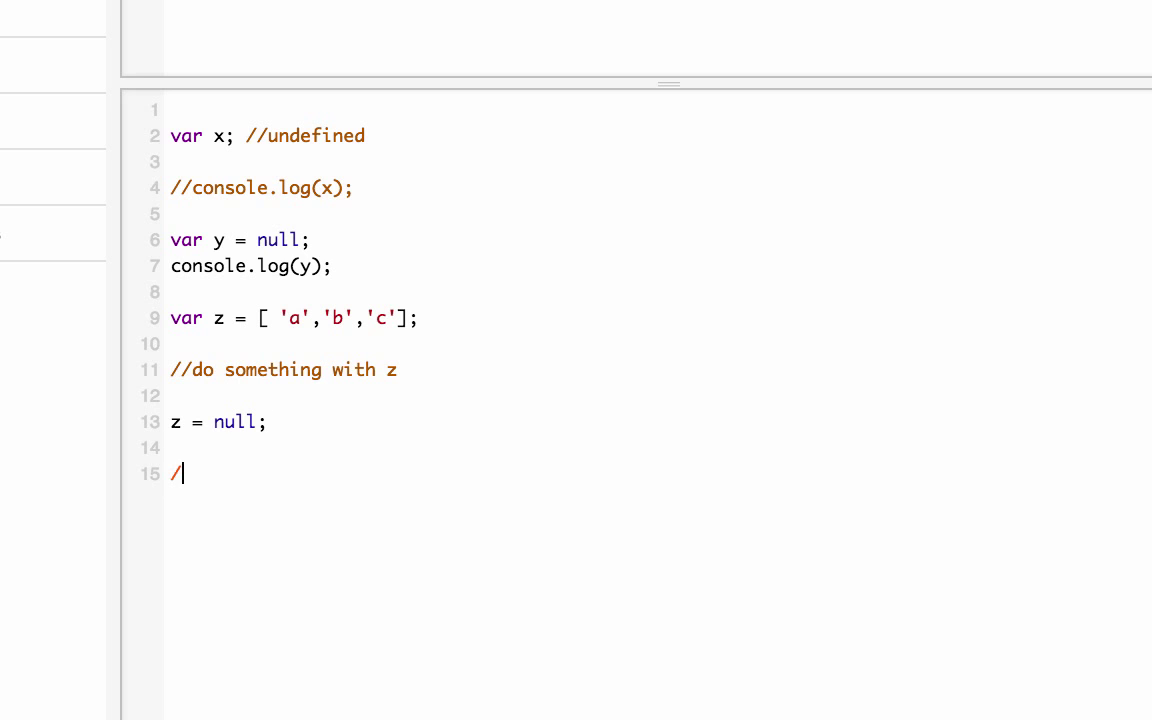 1
2 var x; //undefined
3
4 //console.log(x);
5
6 var y = null;
7 console.log(y);
8
9 var z = [ 'a','b','c'];
10
11 //do something with z
12
13 z = null;
14
15 /